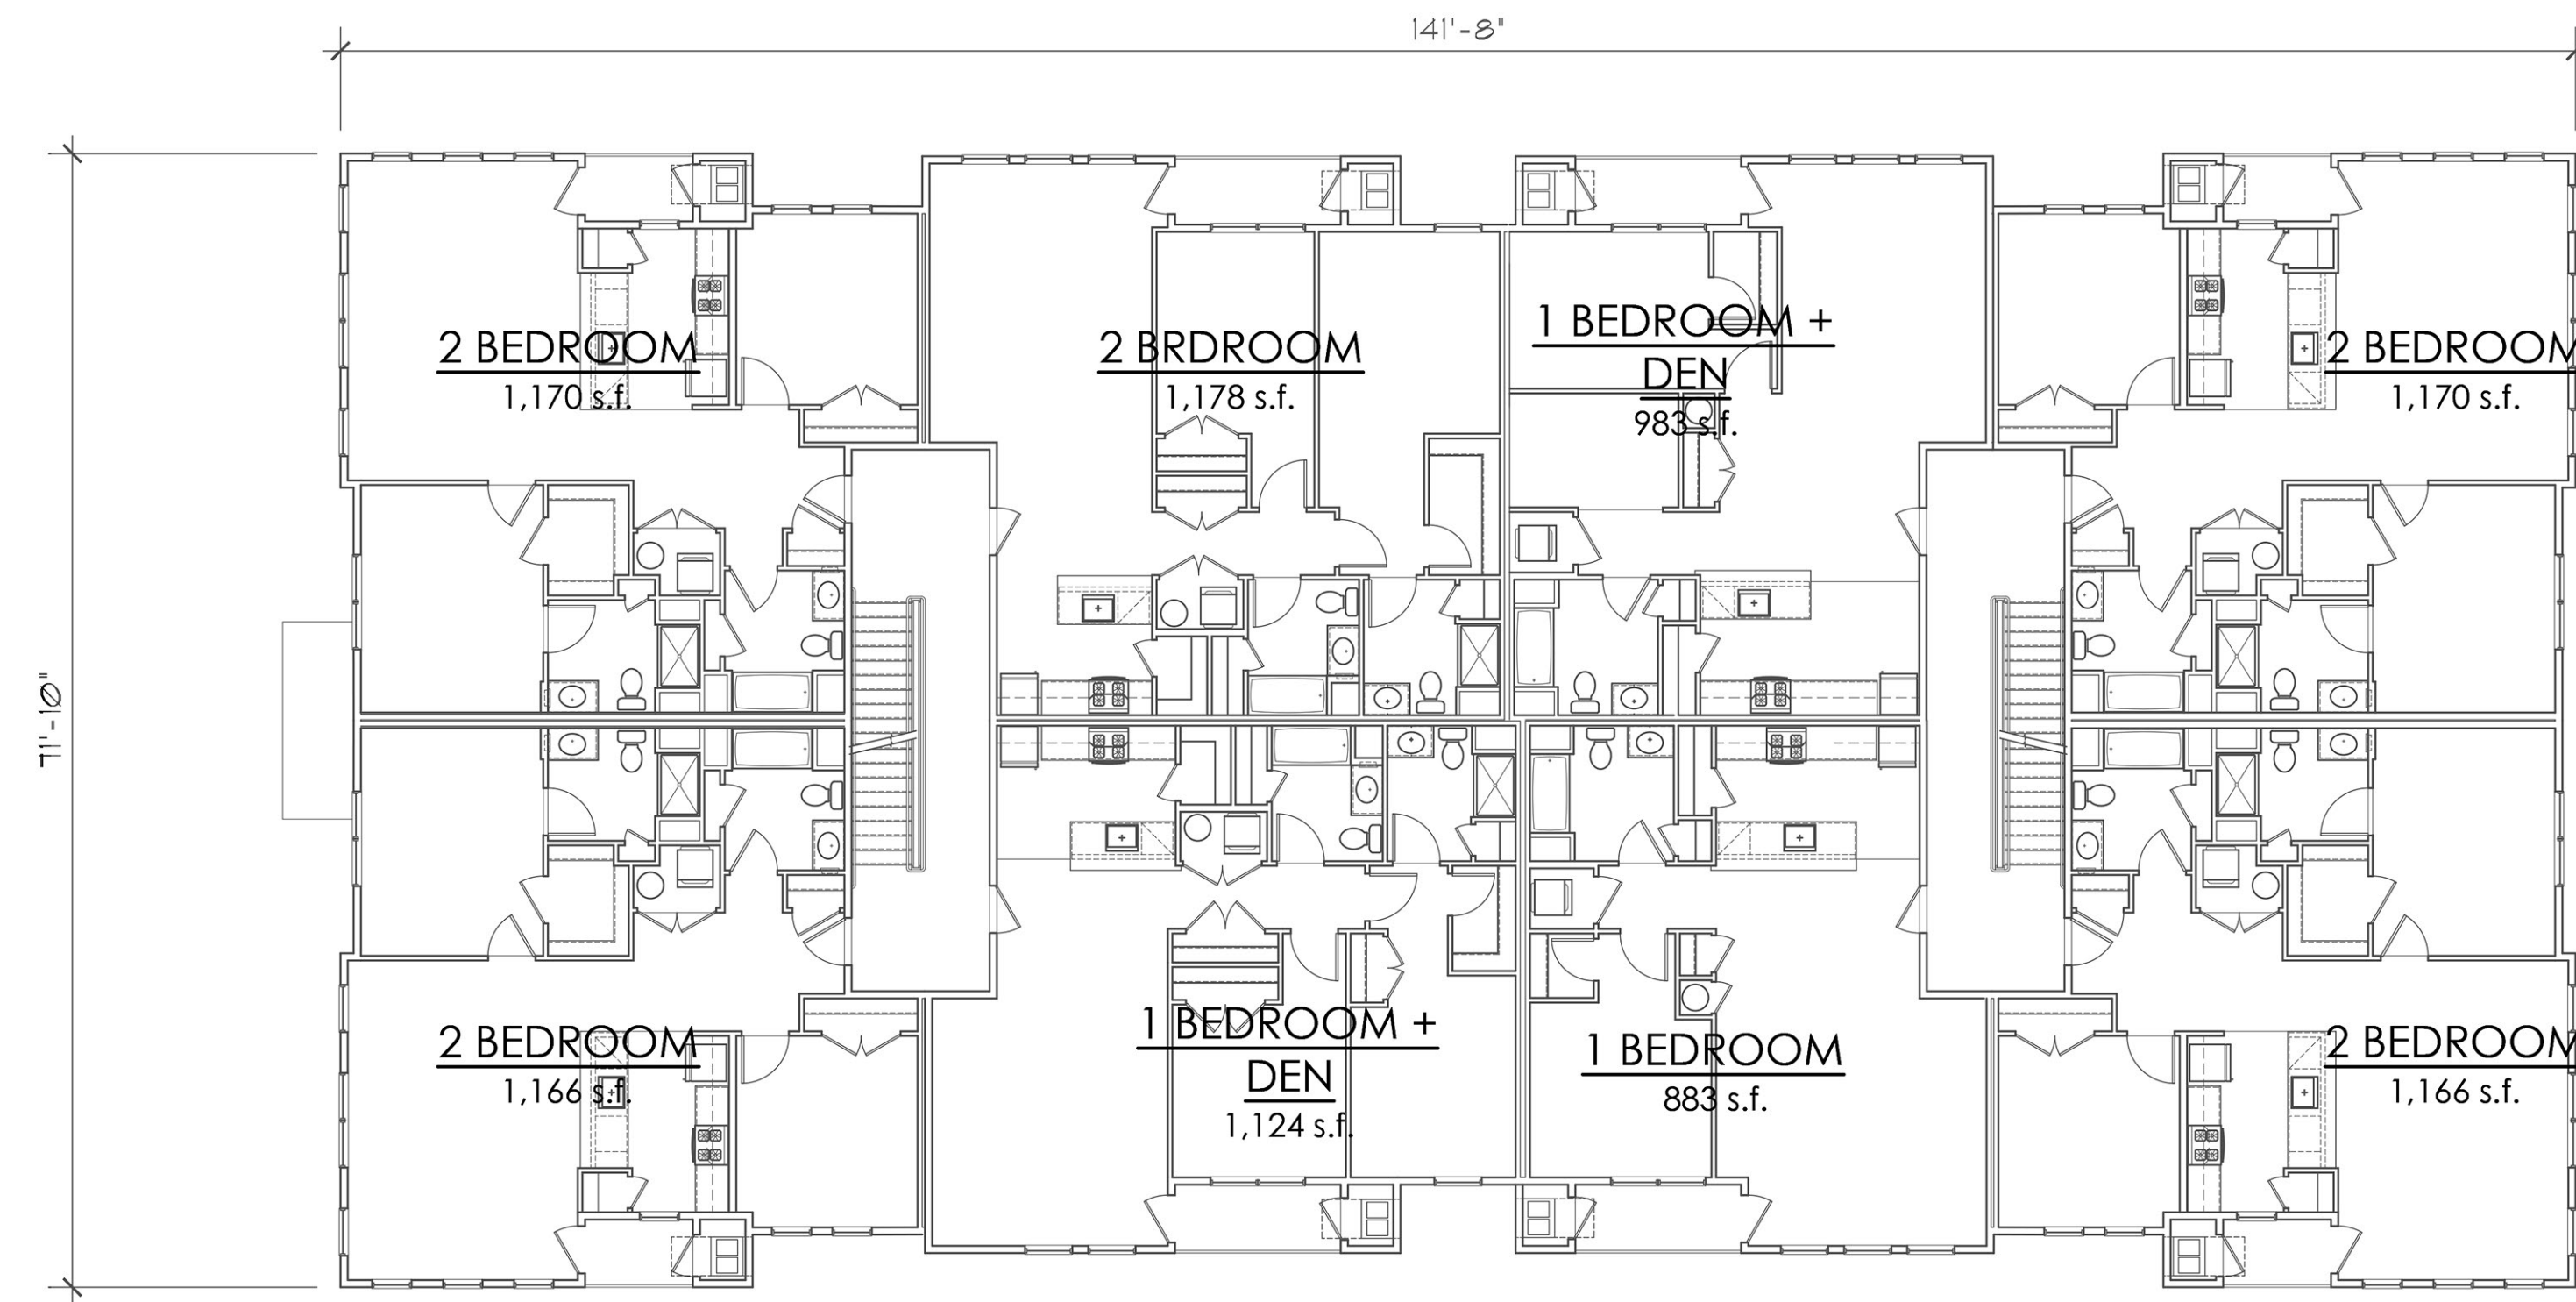 141'-8"
71'-10"
2 BEDROOM
1,170 s.f.
2 BRDROOM
1,178 s.f.
1 BEDROOM +
DEN
983 s.f.
2 BEDROOM
1,170 s.f.
2 BEDROOM
1,166 s.f.
1 BEDROOM +
DEN
1,124 s.f.
1 BEDROOM
883 s.f.
2 BEDROOM
1,166 s.f.